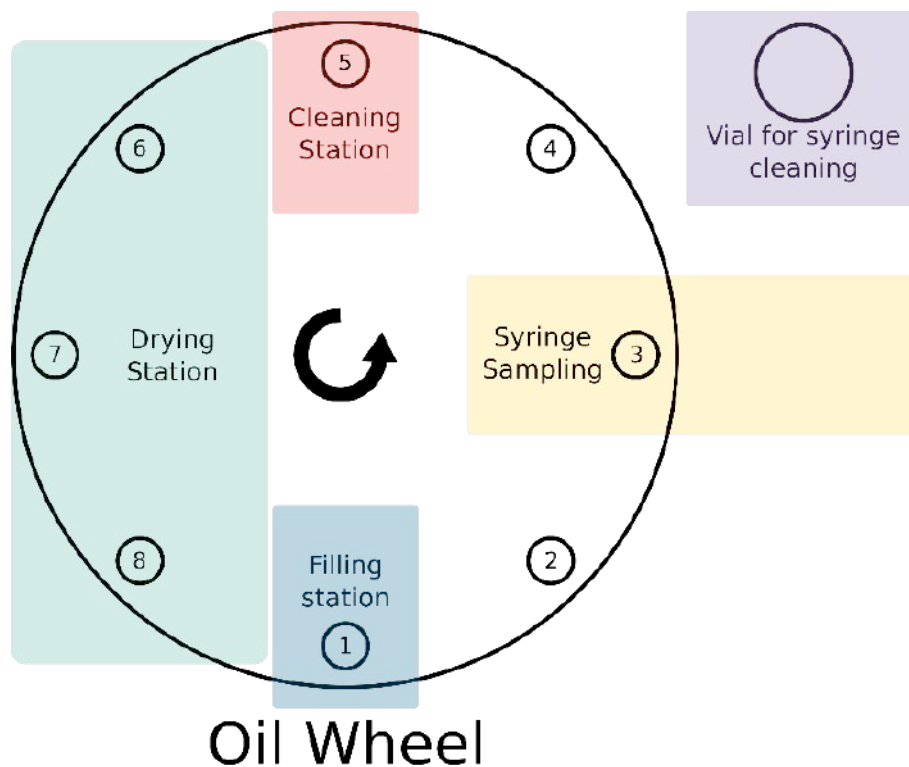 5
Cleaning
Station
Vial for syringe
cleaning
6
4
Drying
Station
7
Syringe
Sampling
3
8
2
Filling
station
1
Oil Wheel